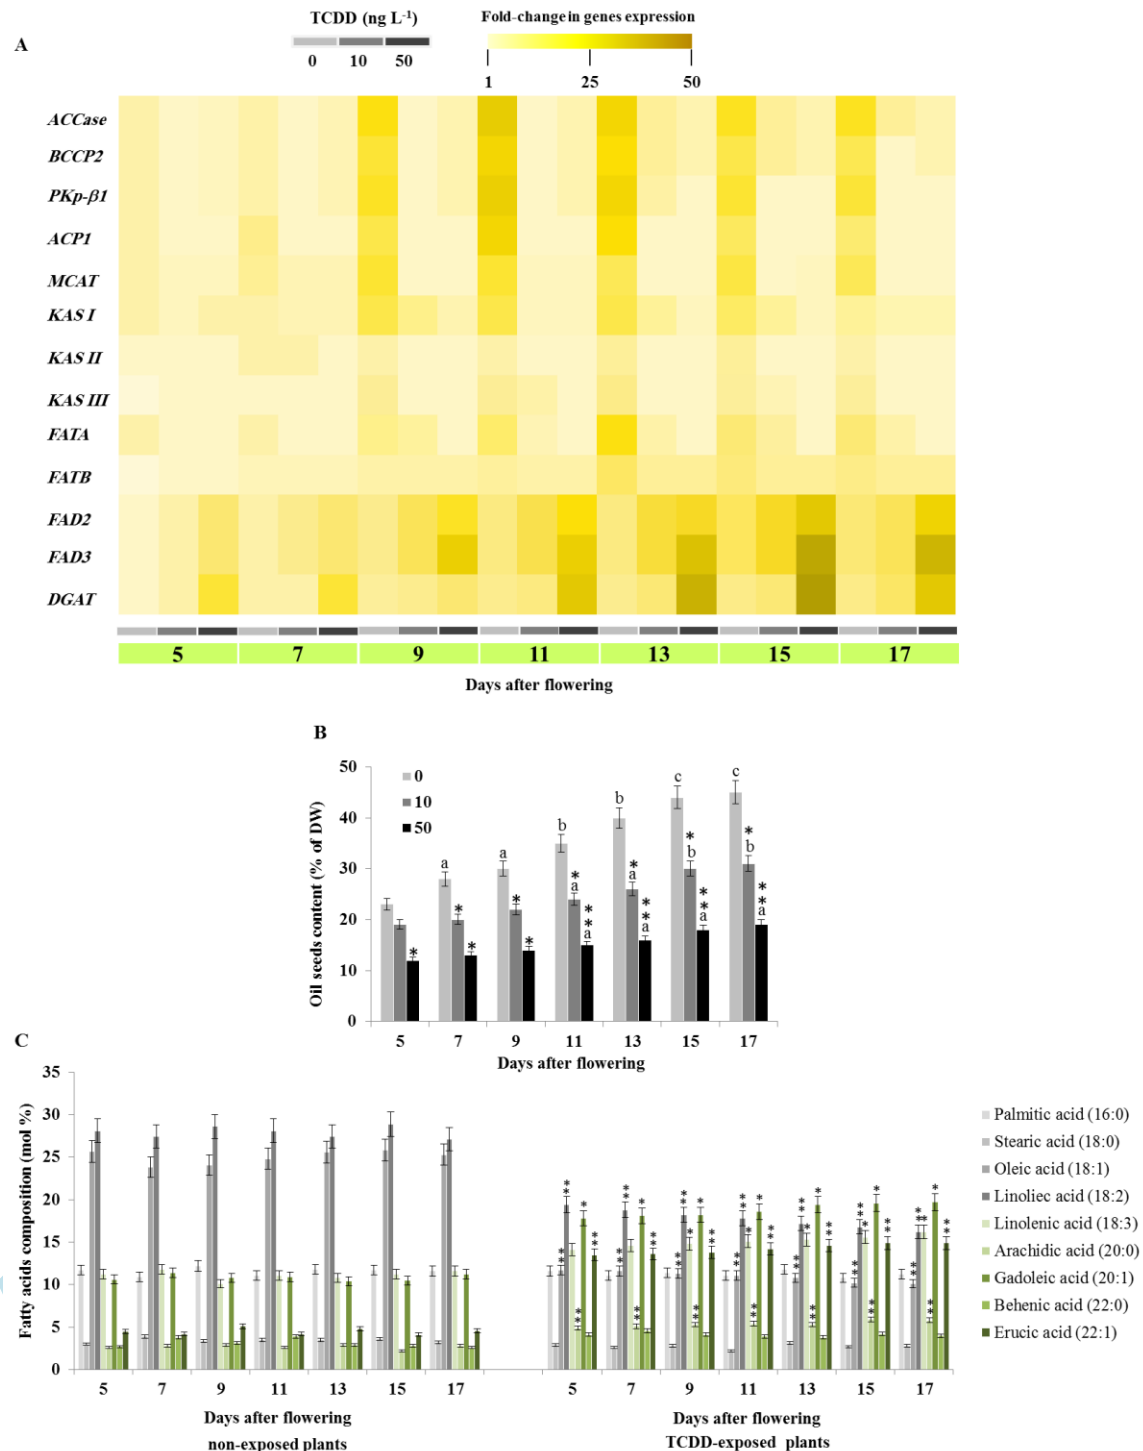 TCDD (ng L-1)
0 10 50
Fold-change in genes expression
1 25 50
A
ACCase
BCCP2
PKp-β1
ACP1
MCAT
KAS I
KAS II
KAS III
FATA
FATB
FAD2
FAD3
DGAT
5 7 9 11 13 15 17
Days after flowering
B
Oil seeds content (% of DW)
50
40
30
20
10
0
0
10
50
a a b b c c
* * * a * a * b * b
* * * ** a ** a ** a ** a
5 7 9 11 13 15 17
Days after flowering
C
Fatty acids composition (mol %)
35
30
25
20
15
10
5
0
5 7 9 11 13 15 17
Days after flowering
non-exposed plants
5 7 9 11 13 15 17
Days after flowering
TCDD-exposed plants
Palmitic acid (16:0)
Stearic acid (18:0)
Oleic acid (18:1)
Linoliec acid (18:2)
Linolenic acid (18:3)
Arachidic acid (20:0)
Gadoleic acid (20:1)
Behenic acid (22:0)
Erucic acid (22:1)